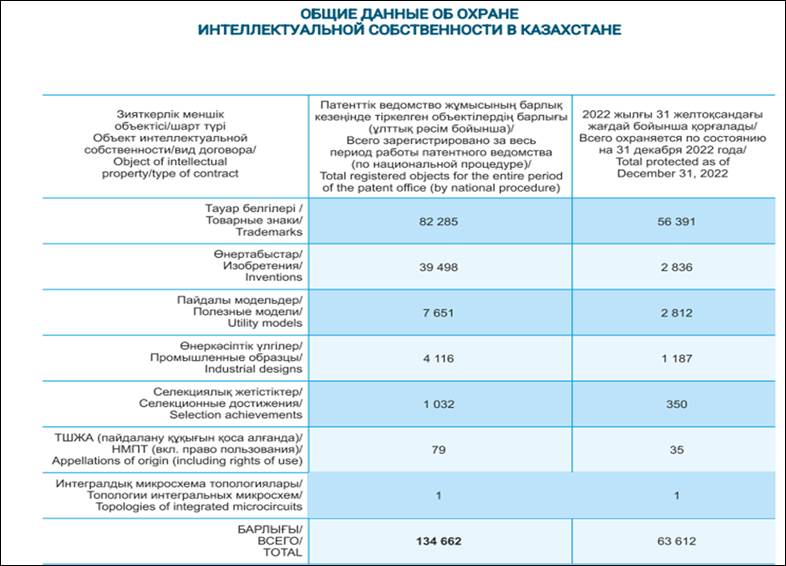 ОБЩИЕ ДАННЫЕ ОБ ОХРАНЕ
ИНТЕЛЛЕКТУАЛЬНОЙ СОБСТВЕННОСТИ В КАЗАХСТАНЕ
Зияткерлік меншік
объектісі/шарт түрі
Объект интеллектуальной
собственности/вид договора/
Object of intellectual
property/type of contract
Патенттік ведомство жұмысының барлық
кезеңінде тіркелген объектілердің барлығы
(ұлттық рәсім бойынша)/
Всего зарегистрировано за весь
период работы патентного ведомства
(по национальной процедуре)/
Total registered objects for the entire period
of the patent office (by national procedure)
2022 жылғы 31 желтоқсандағы
жағдай бойынша қорғалады/
Всего охраняется по состоянию
на 31 декабря 2022 года/
Total protected as of
December 31, 2022
Тауар белгілері /
Товарные знаки/
Trademarks
82 285
56 391
Өнертабыстар/
Изобретения/
Inventions
39 498
2 836
Пайдалы модельдер/
Полезные модели/
Utility models
7 651
2 812
Өнеркәсіптік үлгілер/
Промышленные образцы/
Industrial designs
4 116
1 187
Селекциялық жетістіктер/
Селекционные достижения/
Selection achievements
1 032
350
ТШЖА (пайдалану құқығын қоса алғанда)/
НМПТ (вкл. право пользования)/
Appellations of origin (including rights of use)
79
35
Интегралдық микросхема топологиялары/
Топологии интегральных микросхем/
Topologies of integrated microcircuits
1
1
БАРЛЫҒЫ/
ВСЕГО/
TOTAL
134 662
63 612